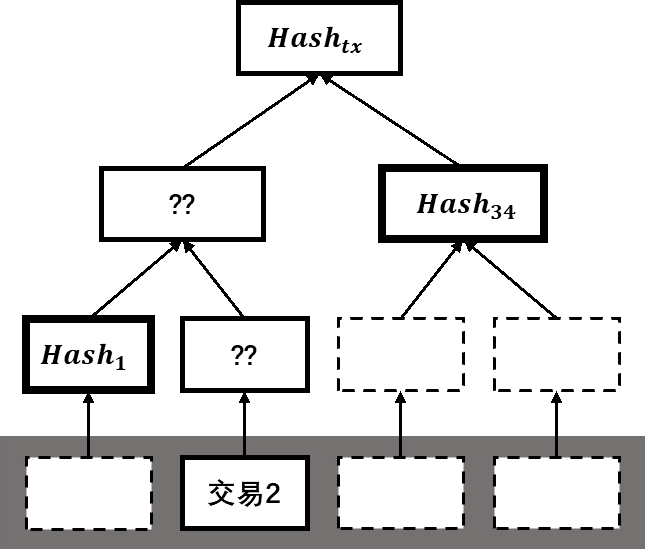 Hash_tx
??
Hash_34
Hash_1
??
交易2